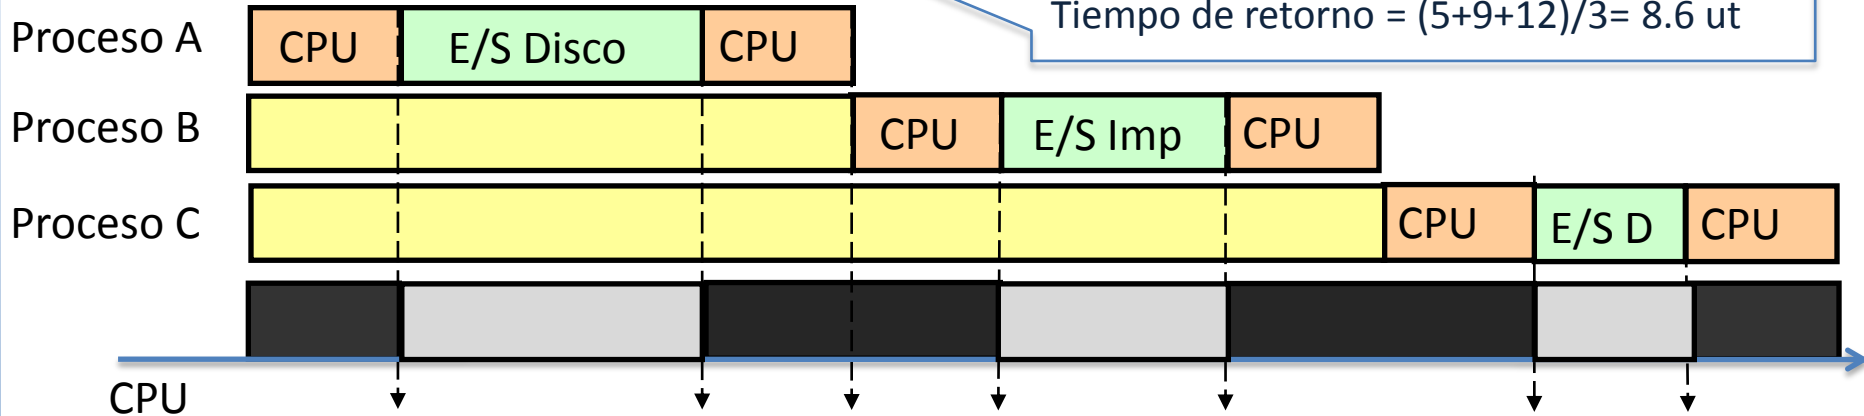 Tiempo de retorno = (5+9+12)/3= 8.6 ut
Proceso A CPU E/S Disco CPU
Proceso B CPU E/S Imp CPU
Proceso C CPU E/S D CPU
CPU